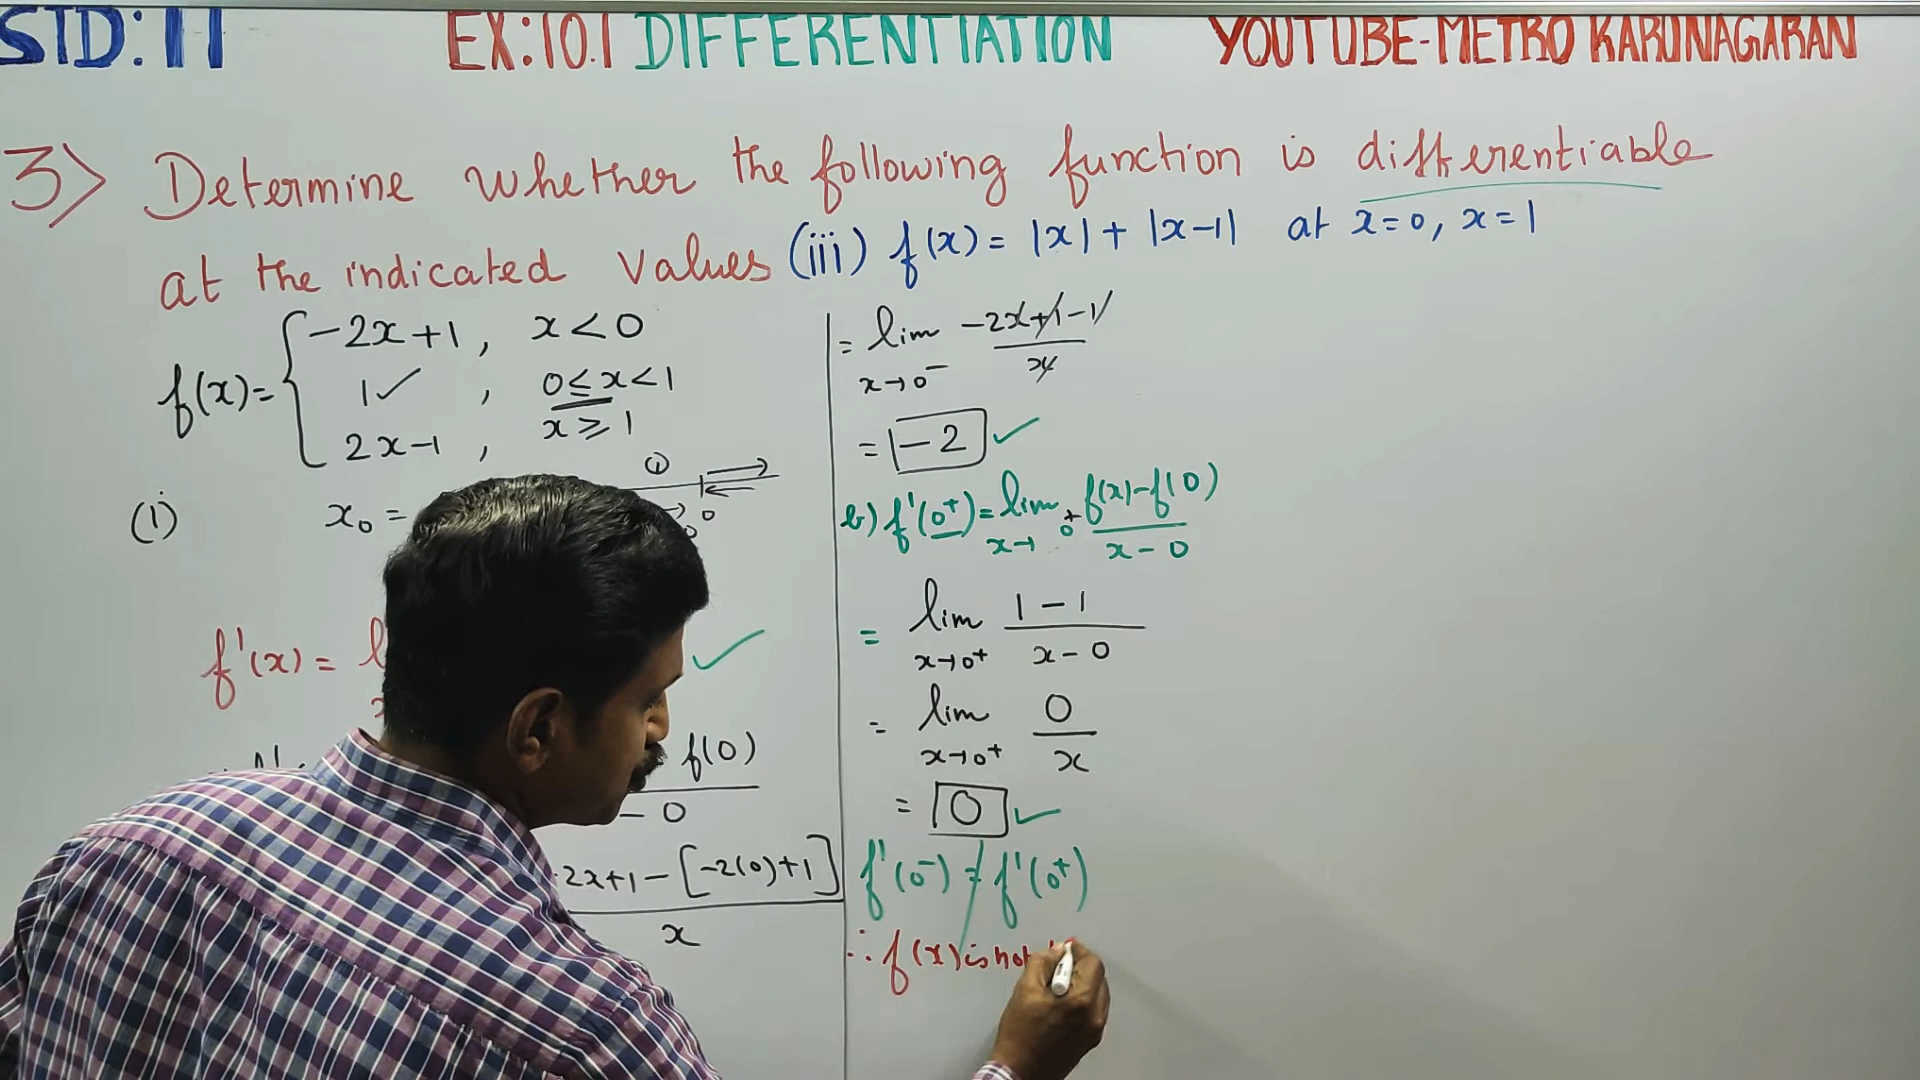 STD:11 EX:10.1 DIFFERENTIATION YOUTUBE-METRO KARUNAGARAN
3> Determine whether the following function is differentiable
at the indicated values (iii) f(x) = |x| + |x-1| at x=0, x=1
f(x)= { -2x+1, x<0
1✓, 0≤x<1
2x-1, x≥1
(i) x₀ =
① 0
f'(x) = ✓
f(0)
- 0
2x+1-[-2(0)+1]
x
= lim x→0⁻ -2x+1-1 / x
= -2 ✓
b) f'(0⁺) = lim x→0⁺ f(x)-f(0) / x-0
= lim x→0⁺ 1-1 / x-0
= lim x→0⁺ 0 / x
= 0 ✓
f'(0⁻) ≠ f'(0⁺)
∴ f(x) is not